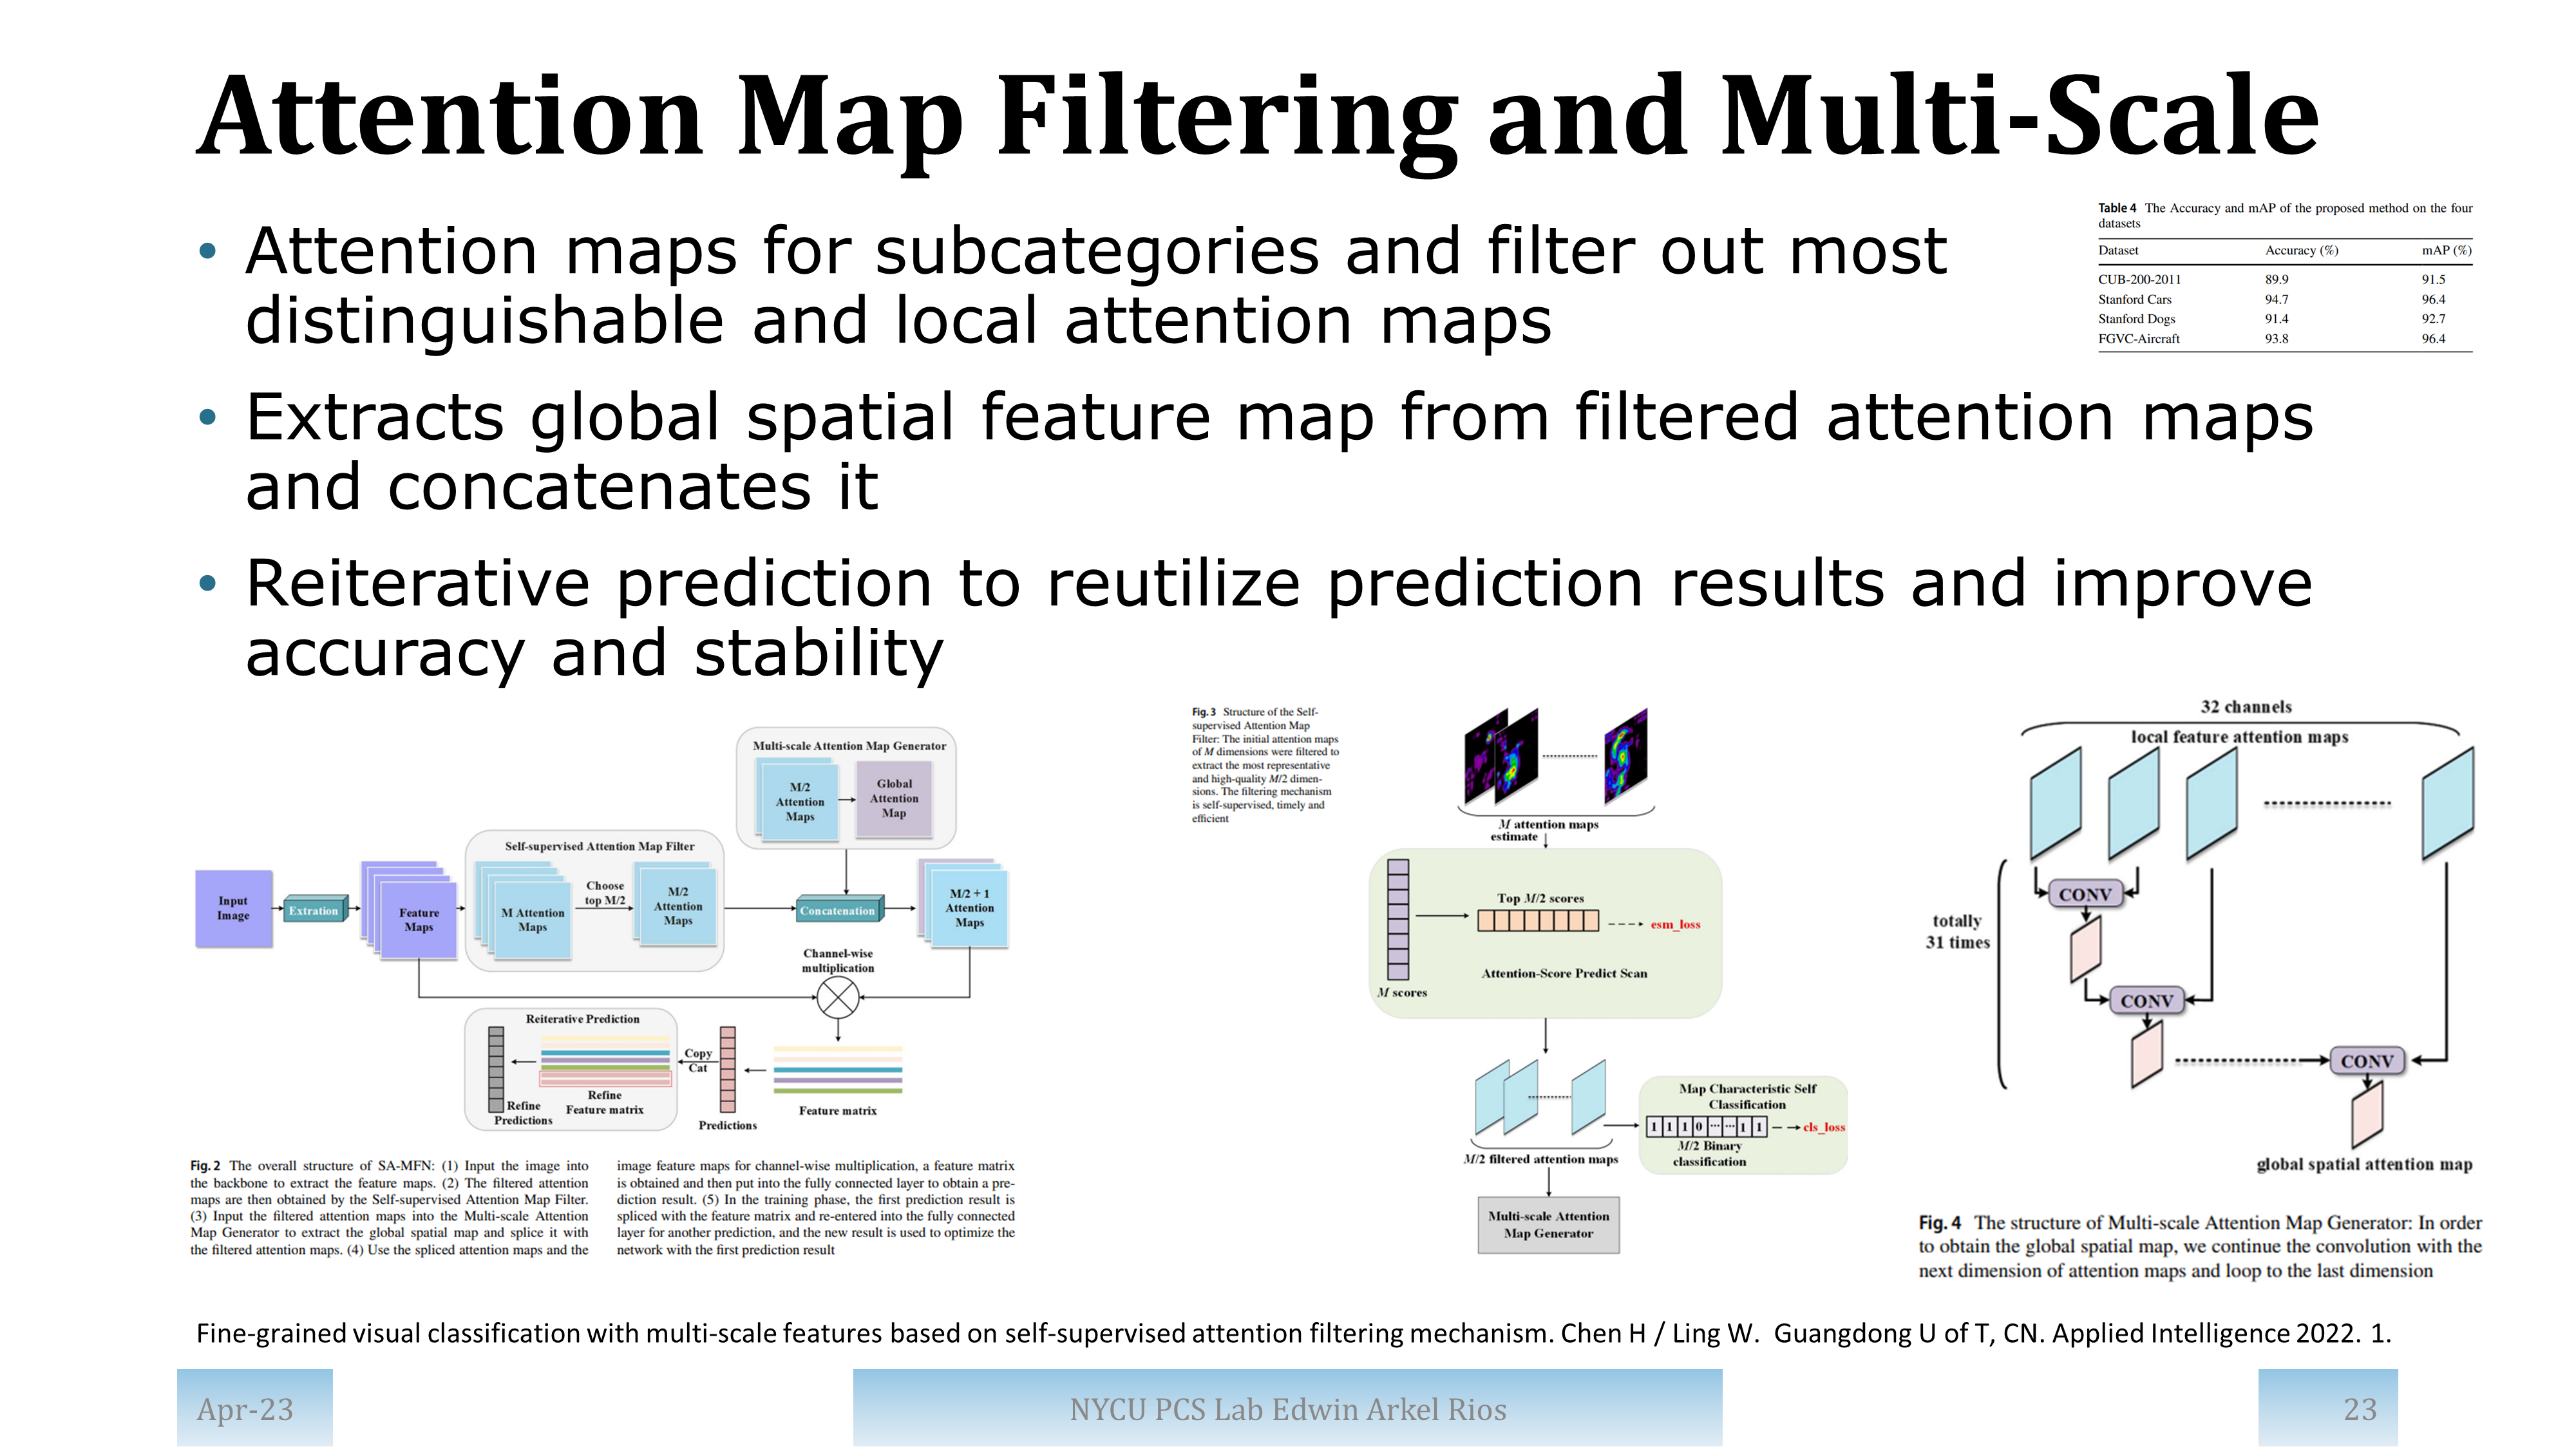 Attention Map Filtering and Multi-Scale
• Attention maps for subcategories and filter out most
distinguishable and local attention maps
Table 4 The Accuracy and mAP of the proposed method on the four
datasets
Dataset Accuracy (%) mAP (%)
CUB-200-2011 89.9 91.5
Stanford Cars 94.7 96.4
Stanford Dogs 91.4 92.7
FGVC-Aircraft 93.8 96.4
• Extracts global spatial feature map from filtered attention maps
and concatenates it
• Reiterative prediction to reutilize prediction results and improve
accuracy and stability
Multi-scale Attention Map Generator
M/2
Attention
Maps
Global
Attention
Map
Self-supervised Attention Map Filter
Input
Image
Extration
Feature
Maps
M Attention
Maps
Choose
top M/2
M/2
Attention
Maps
Concatenation
M/2 + 1
Attention
Maps
Channel-wise
multiplication
Reiterative Prediction
Refine
Predictions
Refine
Feature matrix
Copy
Cat
Predictions
Feature matrix
Fig. 2 The overall structure of SA-MFN: (1) Input the image into
the backbone to extract the feature maps. (2) The filtered attention
maps are then obtained by the Self-supervised Attention Map Filter.
(3) Input the filtered attention maps into the Multi-scale Attention
Map Generator to extract the global spatial map and splice it with
the filtered attention maps. (4) Use the spliced attention maps and the
image feature maps for channel-wise multiplication, a feature matrix
is obtained and then put into the fully connected layer to obtain a pre-
diction result. (5) In the training phase, the first prediction result is
spliced with the feature matrix and re-entered into the fully connected
layer for another prediction, and the new result is used to optimize the
network with the first prediction result
Fig. 3 Structure of the Self-
supervised Attention Map
Filter: The initial attention maps
of M dimensions were filtered to
extract the most representative
and high-quality M/2 dimen-
sions. The filtering mechanism
is self-supervised, timely and
efficient
M attention maps
estimate
M scores
Top M/2 scores
esm_loss
Attention-Score Predict Scan
Map Characteristic Self
Classification
1 1 1 0 ··· ··· 1 1
cls_loss
M/2 Binary
classification
M/2 filtered attention maps
Multi-scale Attention
Map Generator
32 channels
local feature attention maps
totally
31 times
CONV
CONV
CONV
global spatial attention map
Fig. 4 The structure of Multi-scale Attention Map Generator: In order
to obtain the global spatial map, we continue the convolution with the
next dimension of attention maps and loop to the last dimension
Fine-grained visual classification with multi-scale features based on self-supervised attention filtering mechanism. Chen H / Ling W. Guangdong U of T, CN. Applied Intelligence 2022. 1.
Apr-23
NYCU PCS Lab Edwin Arkel Rios
23